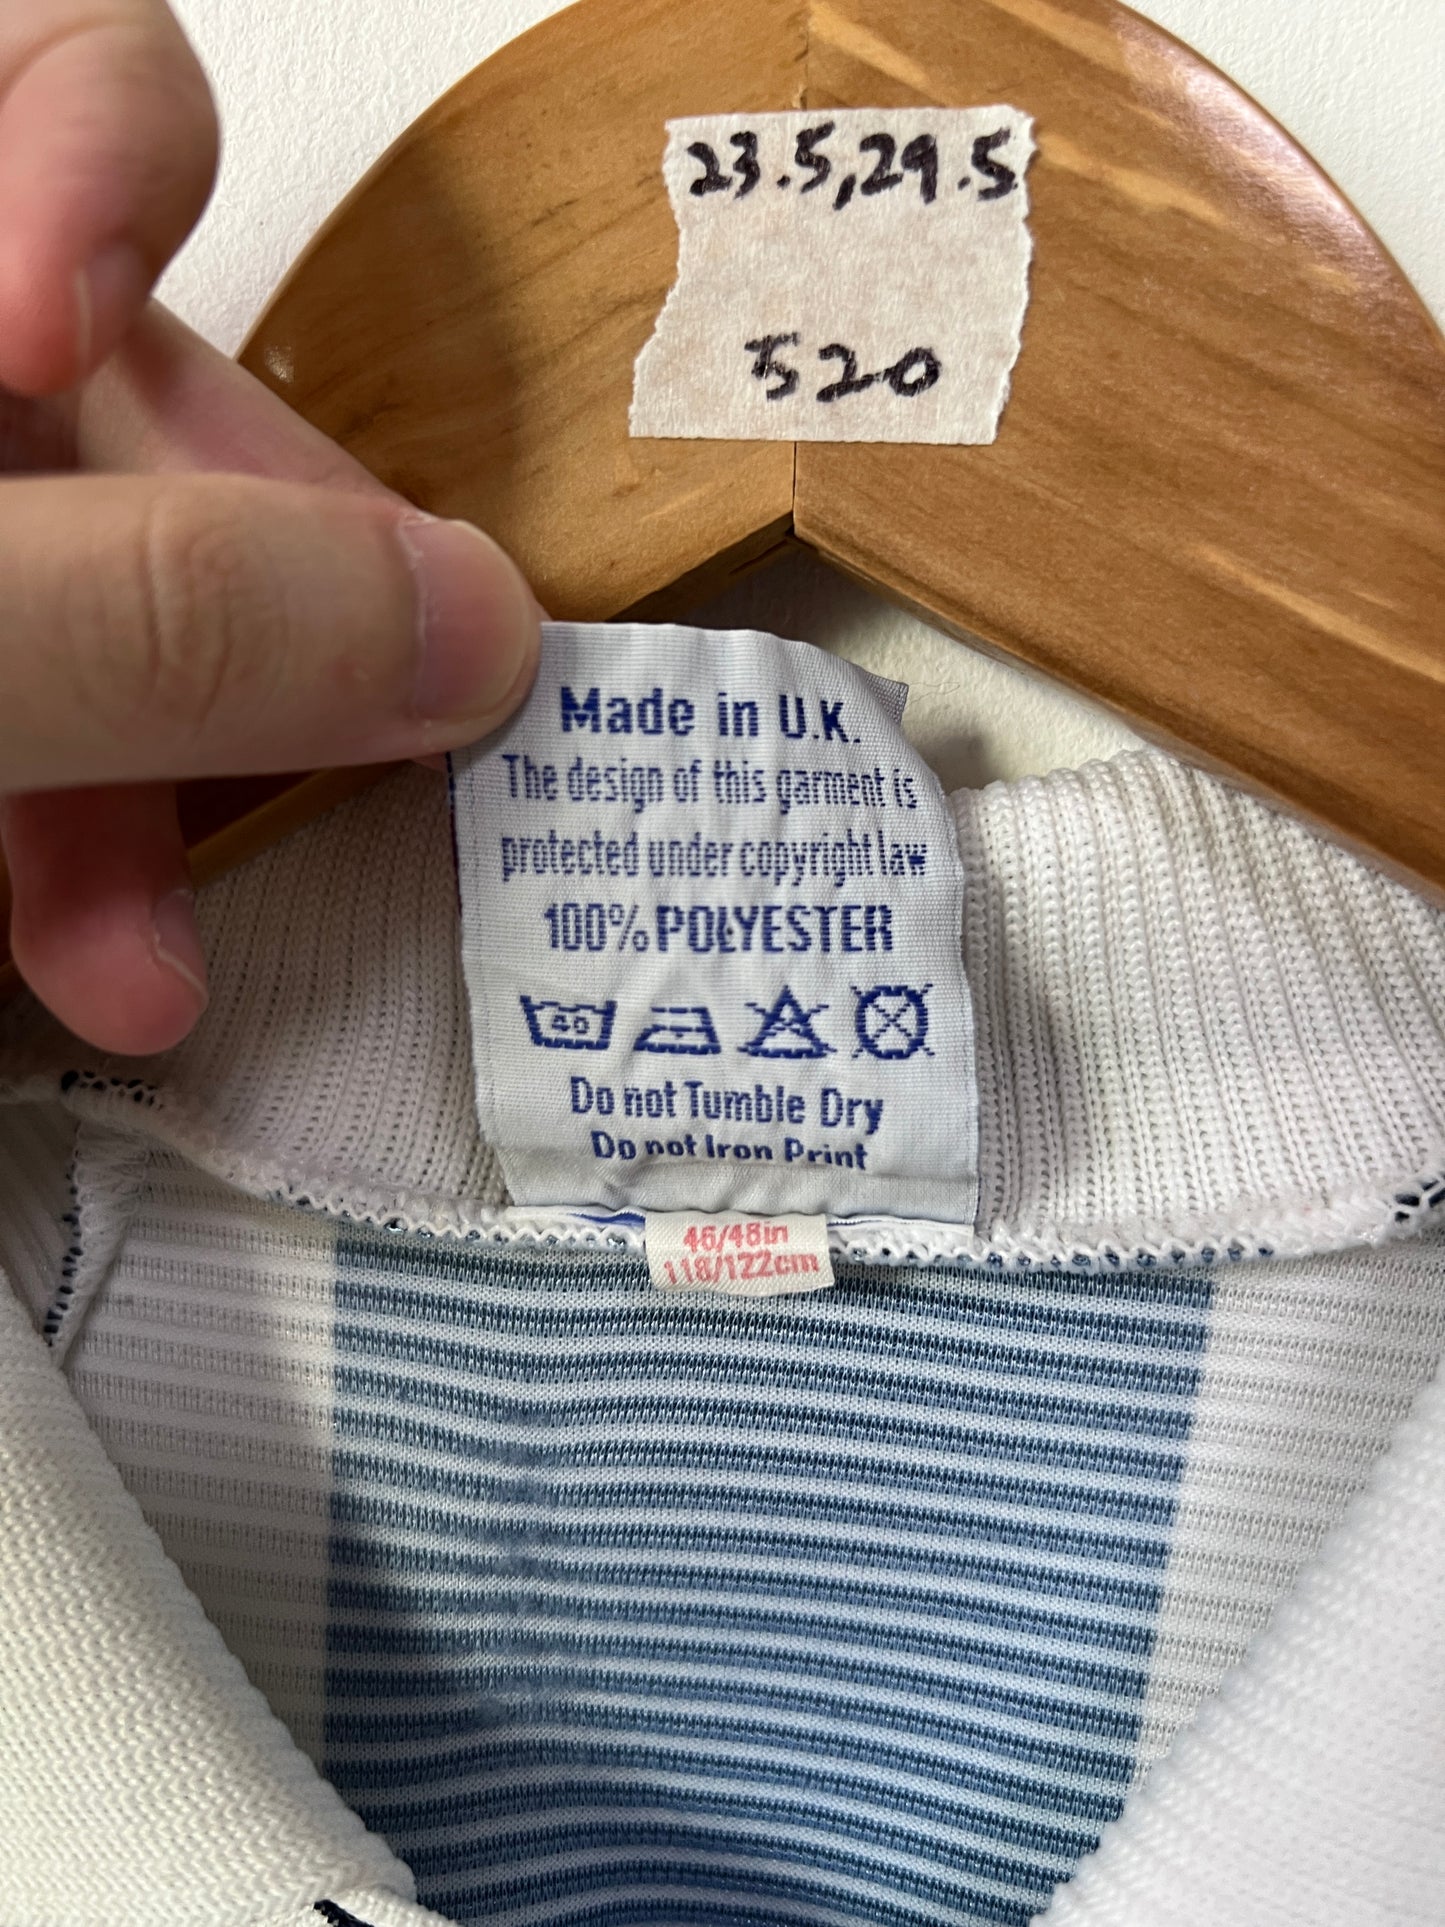 23.5,29.5
520
Made in U.K.
The design of this garment is
protected under copyright law
100% POLYESTER
40
Do not Tumble Dry
Do not Iron Print
46/48in
118/122cm